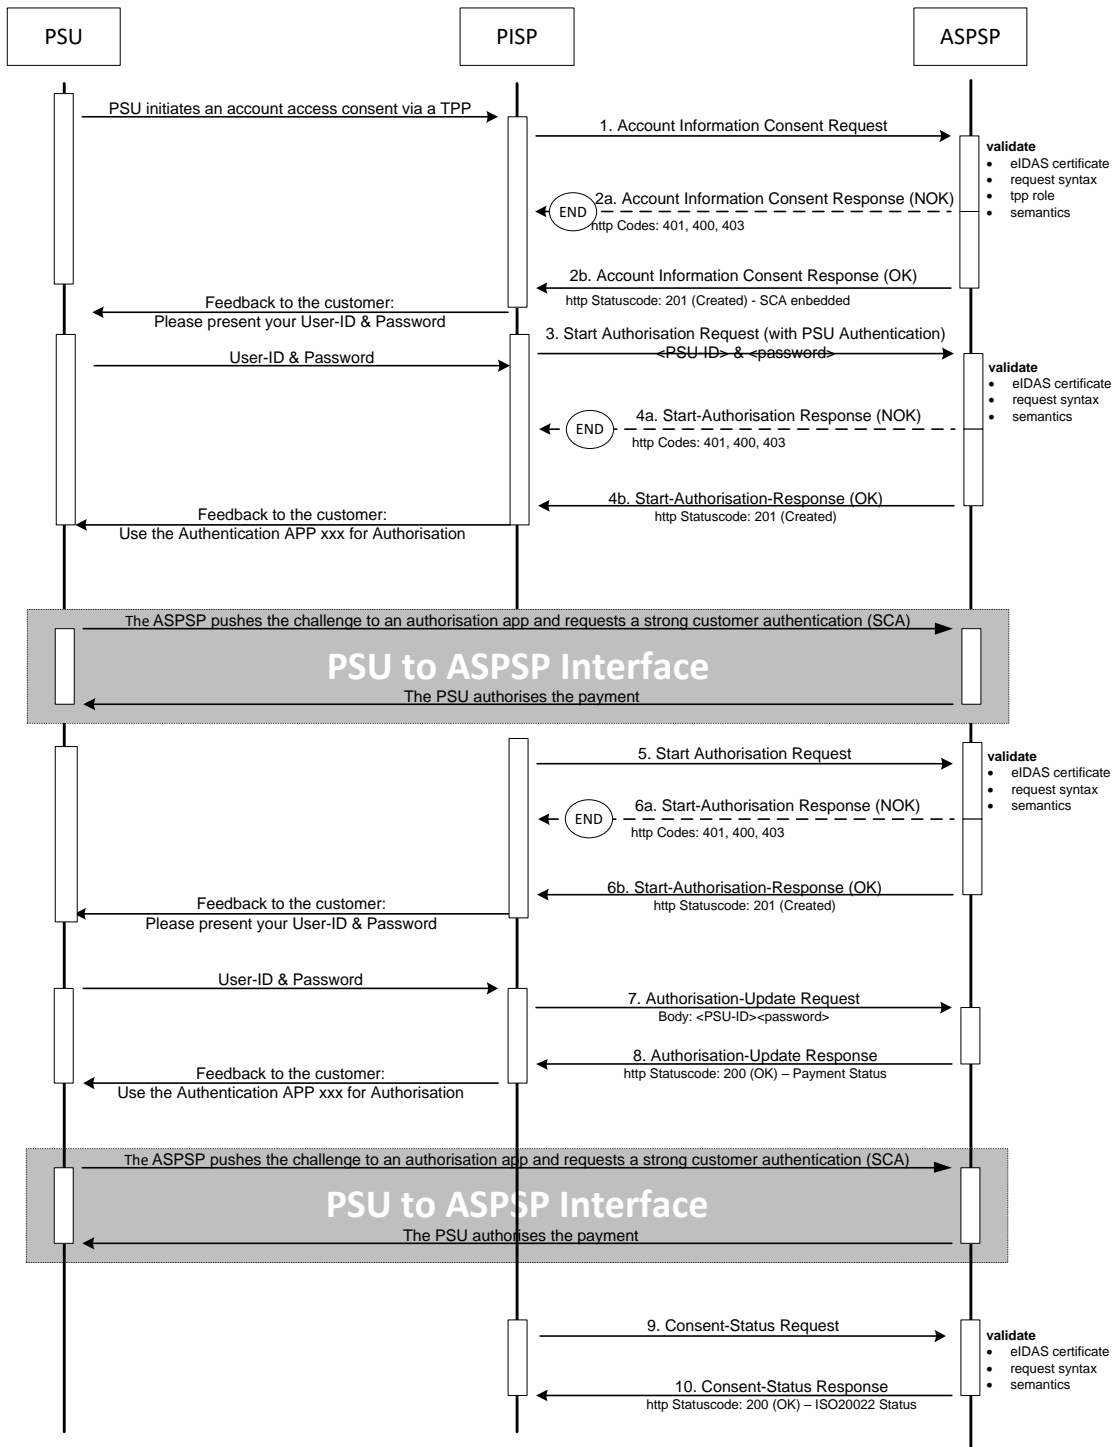 PSU
PISP
ASPSP
PSU initiates an account access consent via a TPP
1. Account Information Consent Request
validate
• eIDAS certificate
• request syntax
• tpp role
• semantics
2a. Account Information Consent Response (NOK)
END
http Codes: 401, 400, 403
2b. Account Information Consent Response (OK)
http Statuscode: 201 (Created) - SCA enbedded
Feedback to the customer:
Please present your User-ID & Password
3. Start Authorisation Request (with PSU Authentication)
<PSU-ID> & <password>
User-ID & Password
validate
• eIDAS certificate
• request syntax
• semantics
4a. Start-Authorisation Response (NOK)
END
http Codes: 401, 400, 403
4b. Start-Authorisation-Response (OK)
http Statuscode: 201 (Created)
Feedback to the customer:
Use the Authentication APP xxx for Authorisation
The ASPSP pushes the challenge to an authorisation app and requests a strong customer authentication (SCA)
PSU to ASPSP Interface
The PSU authorises the payment
5. Start Authorisation Request
validate
• eIDAS certificate
• request syntax
• semantics
6a. Start-Authorisation Response (NOK)
END
http Codes: 401, 400, 403
6b. Start-Authorisation-Response (OK)
http Statuscode: 201 (Created)
Feedback to the customer:
Please present your User-ID & Password
User-ID & Password
7. Authorisation-Update Request
Body: <PSU-ID><password>
8. Authorisation-Update Response
http Statuscode: 200 (OK) – Payment Status
Feedback to the customer:
Use the Authentication APP xxx for Authorisation
The ASPSP pushes the challenge to an authorisation app and requests a strong customer authentication (SCA)
PSU to ASPSP Interface
The PSU authorises the payment
9. Consent-Status Request
validate
• eIDAS certificate
• request syntax
• semantics
10. Consent-Status Response
http Statuscode: 200 (OK) – ISO20022 Status